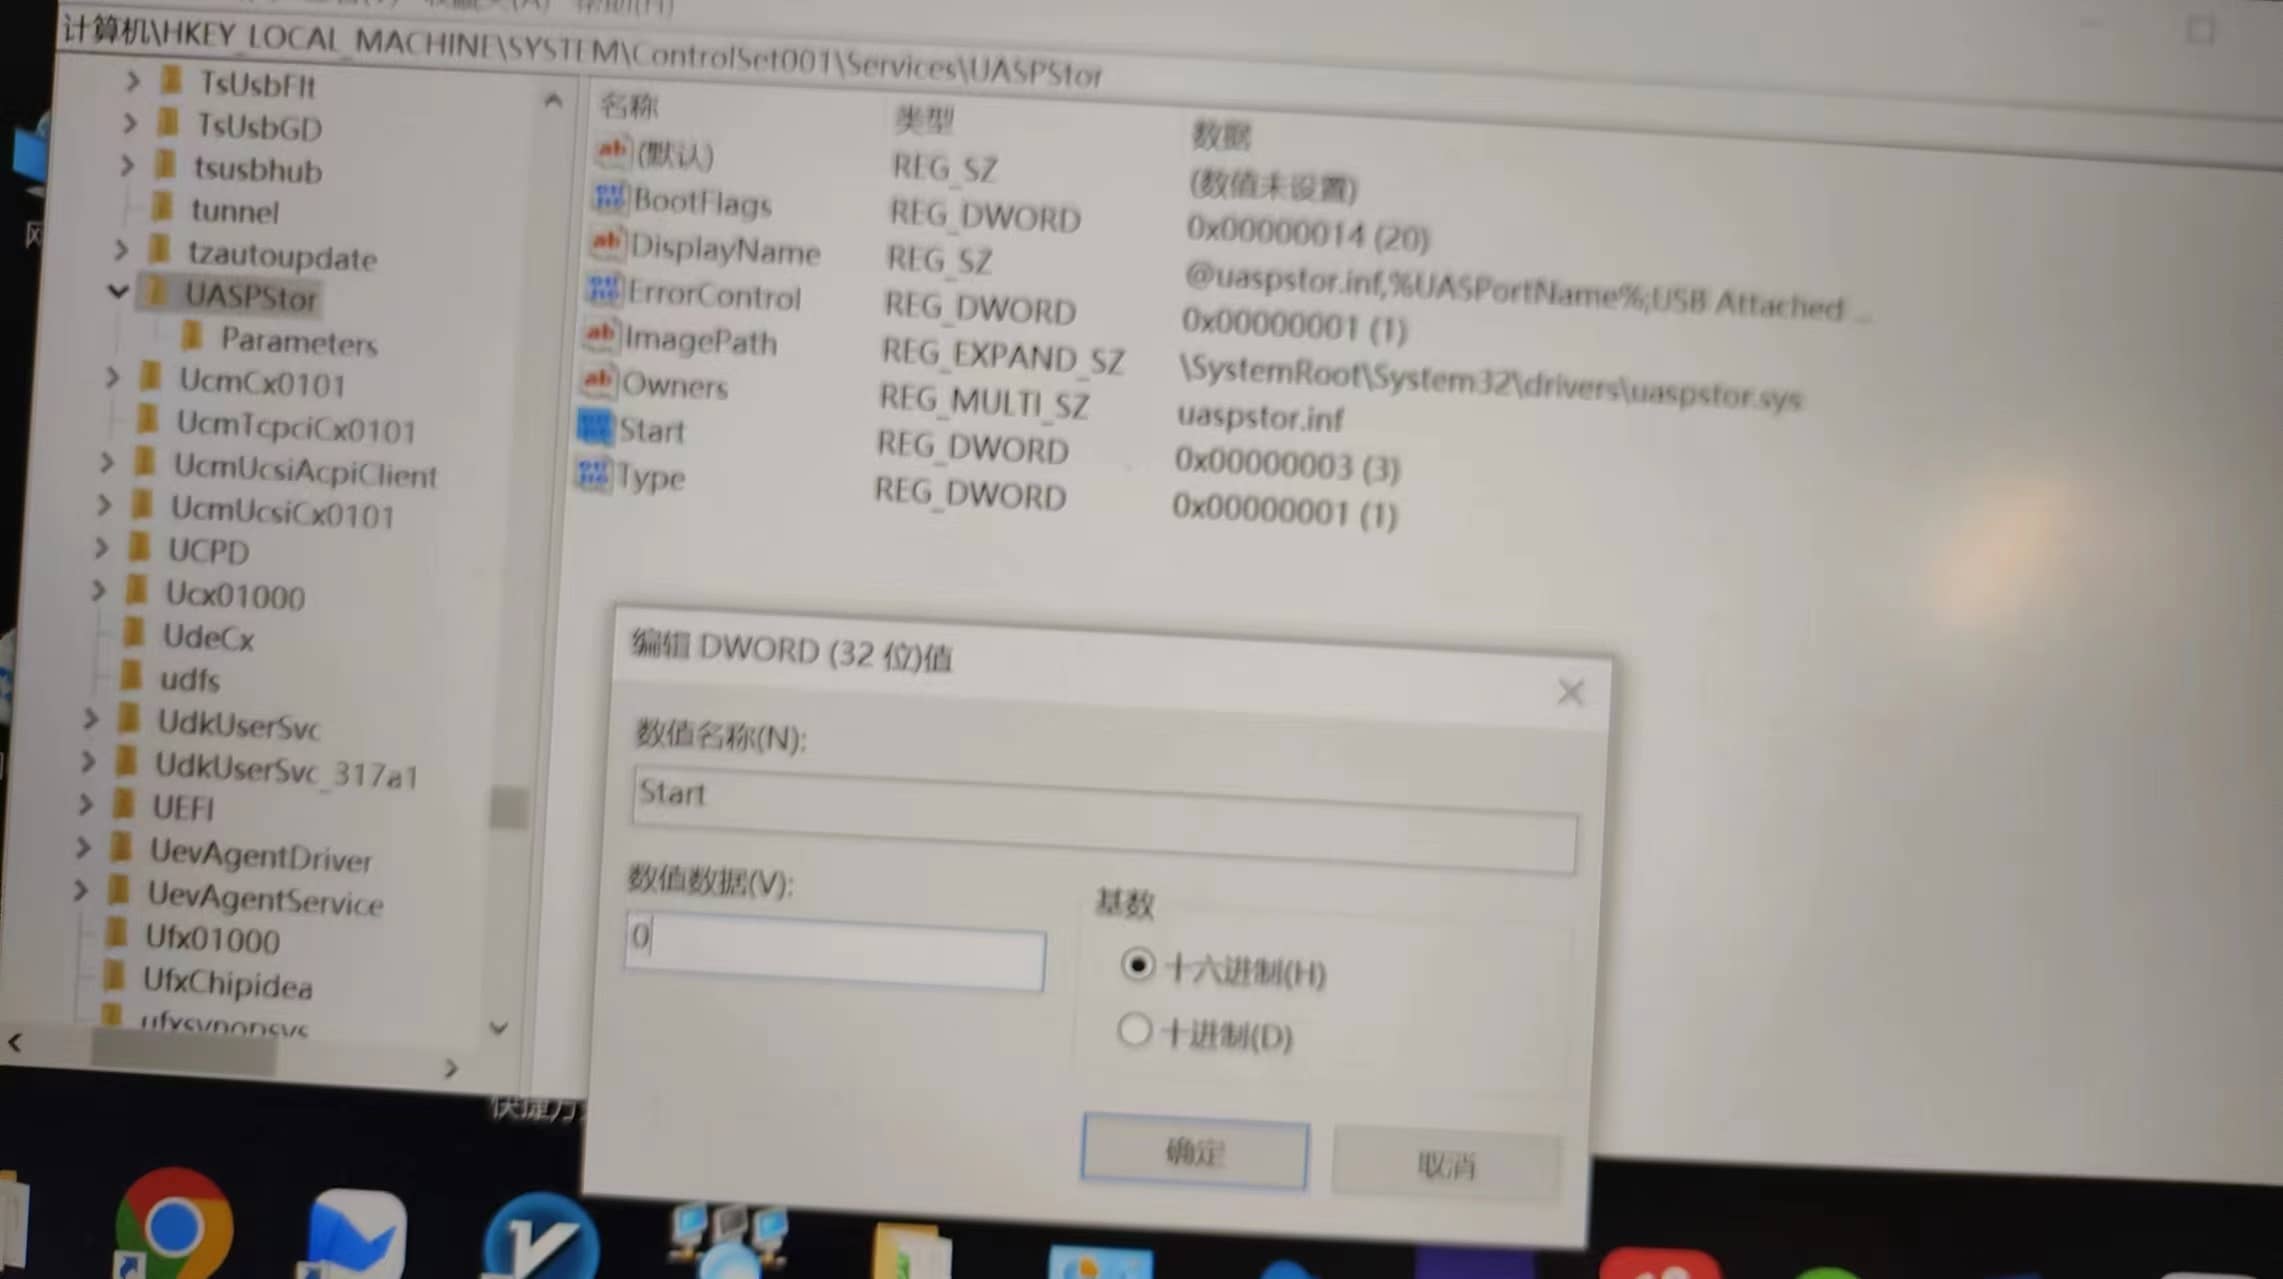 计算机\HKEY_LOCAL_MACHINE\SYSTEM\ControlSet001\Services\UASPStor
TsUsbFlt
TsUsbGD
tsusbhub
tunnel
tzautoupdate
UASPStor
Parameters
UcmCx0101
UcmTcpciCx0101
UcmUcsiAcpiClient
UcmUcsiCx0101
UCPD
Ucx01000
UdeCx
udfs
UdkUserSvc
UdkUserSvc_317a1
UEFI
UevAgentDriver
UevAgentService
Ufx01000
UfxChipidea
ufxsynopsys
名称 类型 数据
(默认) REG_SZ (数值未设置)
BootFlags REG_DWORD 0x00000014 (20)
DisplayName REG_SZ @uaspstor.inf,%UASPortName%;USB Attached ...
ErrorControl REG_DWORD 0x00000001 (1)
ImagePath REG_EXPAND_SZ \SystemRoot\System32\drivers\uaspstor.sys
Owners REG_MULTI_SZ uaspstor.inf
Start REG_DWORD 0x00000003 (3)
Type REG_DWORD 0x00000001 (1)
编辑 DWORD (32 位)值
数值名称(N):
Start
数值数据(V):
0
基数
十六进制(H)
十进制(D)
确定
取消
快捷方